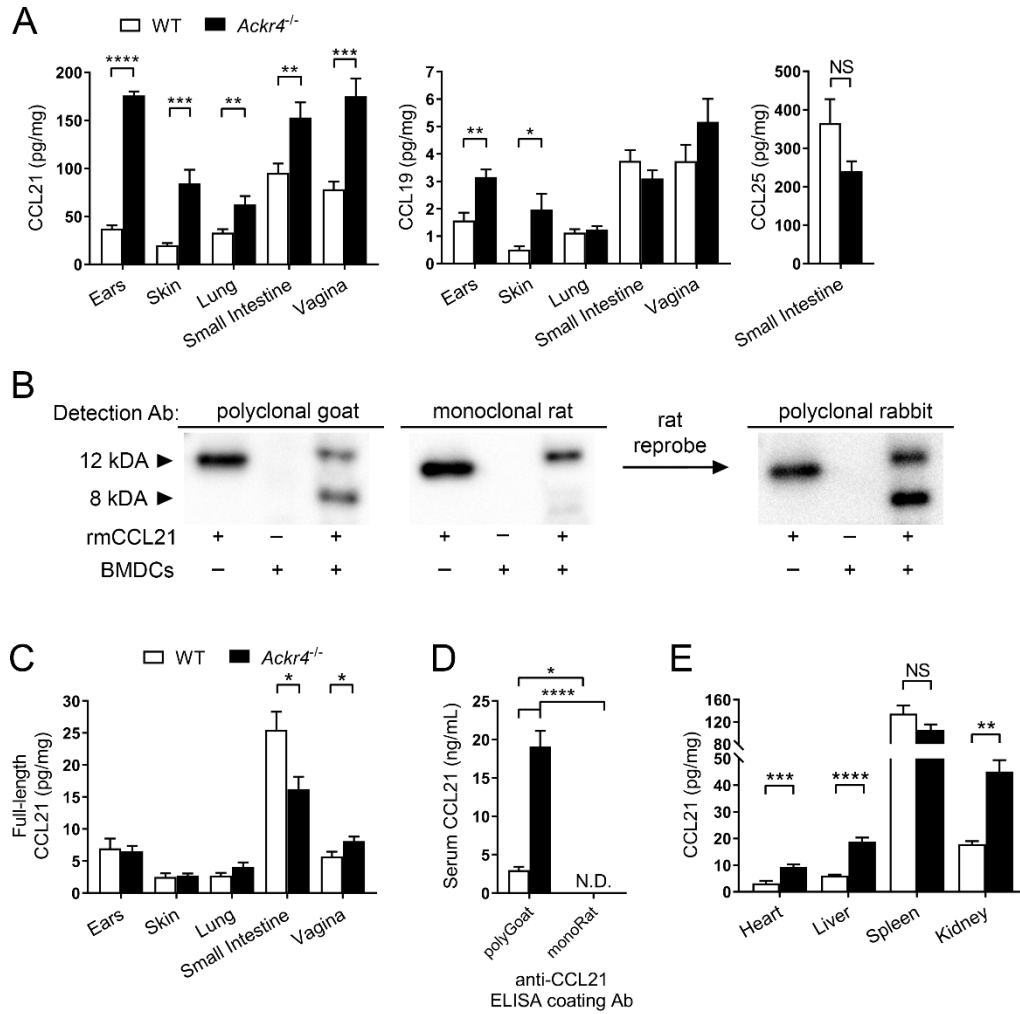 A
WT
Ackr4-/-
CCL21 (pg/mg)
200
150
100
50
0
****
***
**
**
***
Ears
Skin
Lung
Small Intestine
Vagina
CCL19 (pg/mg)
7
6
5
4
3
2
1
0
**
*
Ears
Skin
Lung
Small Intestine
Vagina
CCL25 (pg/mg)
500
400
300
200
100
0
NS
Small Intestine
B
Detection Ab:
polyclonal goat
monoclonal rat
rat
reprobe
polyclonal rabbit
12 kDA
8 kDA
rmCCL21 + – + + – + + – +
BMDCs – + + – + + – + +
C
WT
Ackr4-/-
Full-length
CCL21 (pg/mg)
30
25
20
15
10
5
0
*
*
Ears
Skin
Lung
Small Intestine
Vagina
D
Serum CCL21 (ng/mL)
25
20
15
10
5
0
*
****
N.D.
polyGoat
monoRat
anti-CCL21
ELISA coating Ab
E
CCL21 (pg/mg)
160
120
80
50
40
30
20
10
0
***
****
NS
**
Heart
Liver
Spleen
Kidney